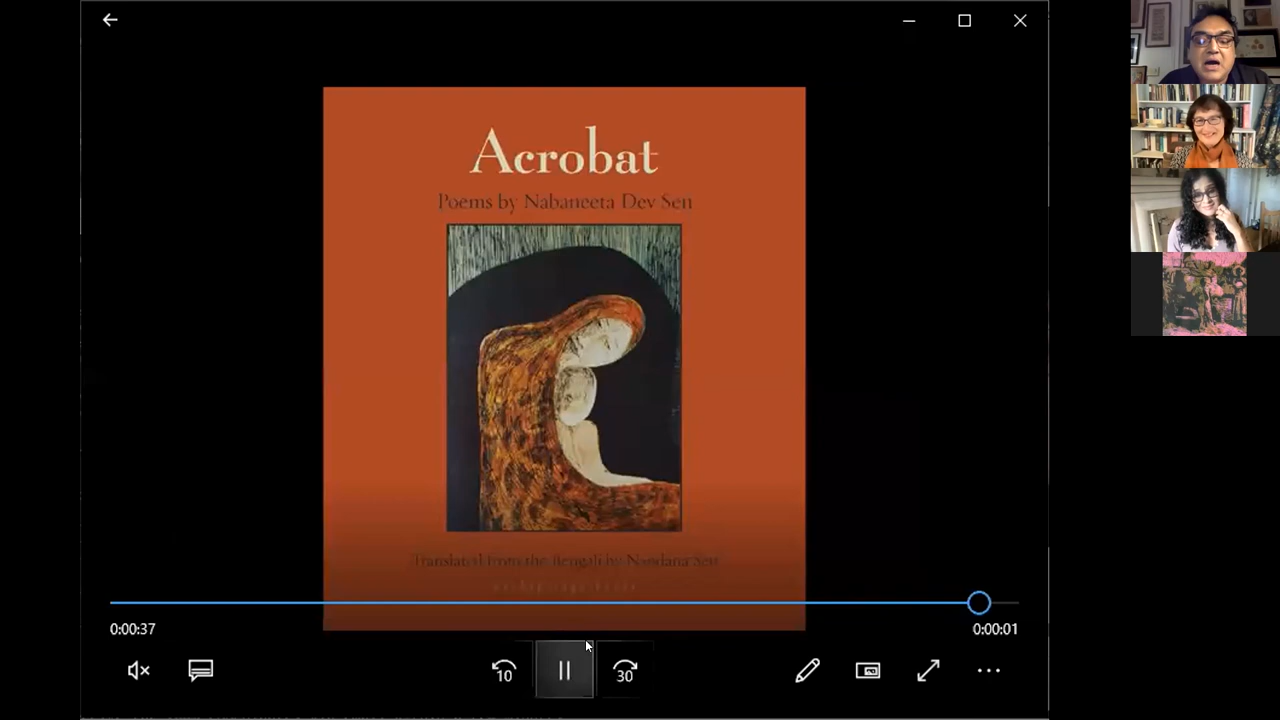 Acrobat
Poems by Nabaneeta Dev Sen
Translated from the Bengali by Nandana Sen
0:00:37
0:00:01
10
30